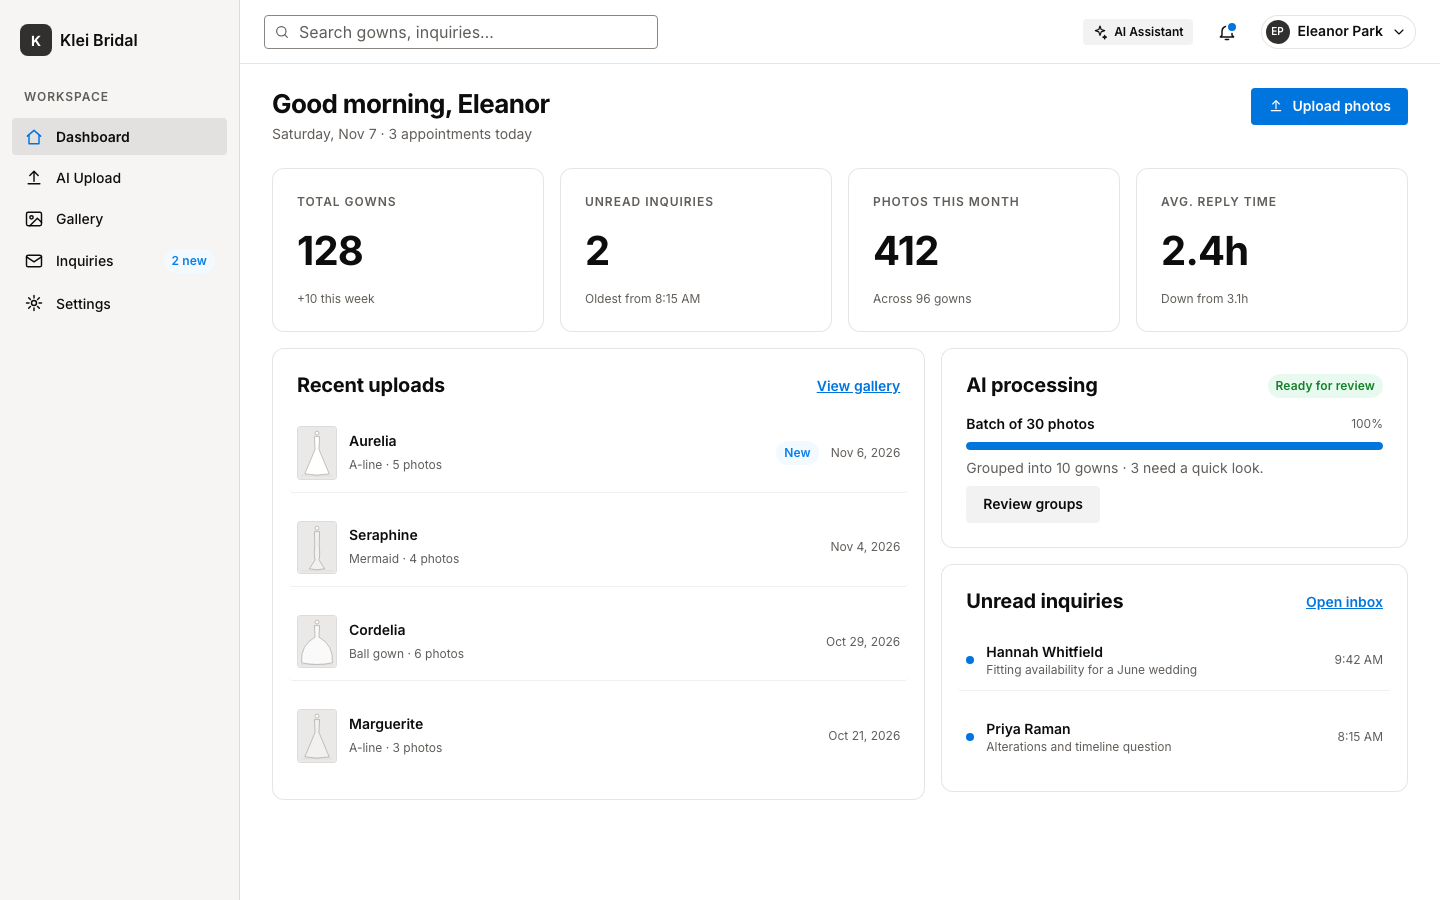 K
Klei Bridal
WORKSPACE
Dashboard
AI Upload
Gallery
Inquiries
2 new
Settings
Search gowns, inquiries...
AI Assistant
EP
Eleanor Park
Good morning, Eleanor
Saturday, Nov 7 · 3 appointments today
Upload photos
TOTAL GOWNS
128
+10 this week
UNREAD INQUIRIES
2
Oldest from 8:15 AM
PHOTOS THIS MONTH
412
Across 96 gowns
AVG. REPLY TIME
2.4h
Down from 3.1h
Recent uploads
View gallery
Aurelia
A-line · 5 photos
New
Nov 6, 2026
Seraphine
Mermaid · 4 photos
Nov 4, 2026
Cordelia
Ball gown · 6 photos
Oct 29, 2026
Marguerite
A-line · 3 photos
Oct 21, 2026
AI processing
Ready for review
Batch of 30 photos
100%
Grouped into 10 gowns · 3 need a quick look.
Review groups
Unread inquiries
Open inbox
Hannah Whitfield
Fitting availability for a June wedding
9:42 AM
Priya Raman
Alterations and timeline question
8:15 AM